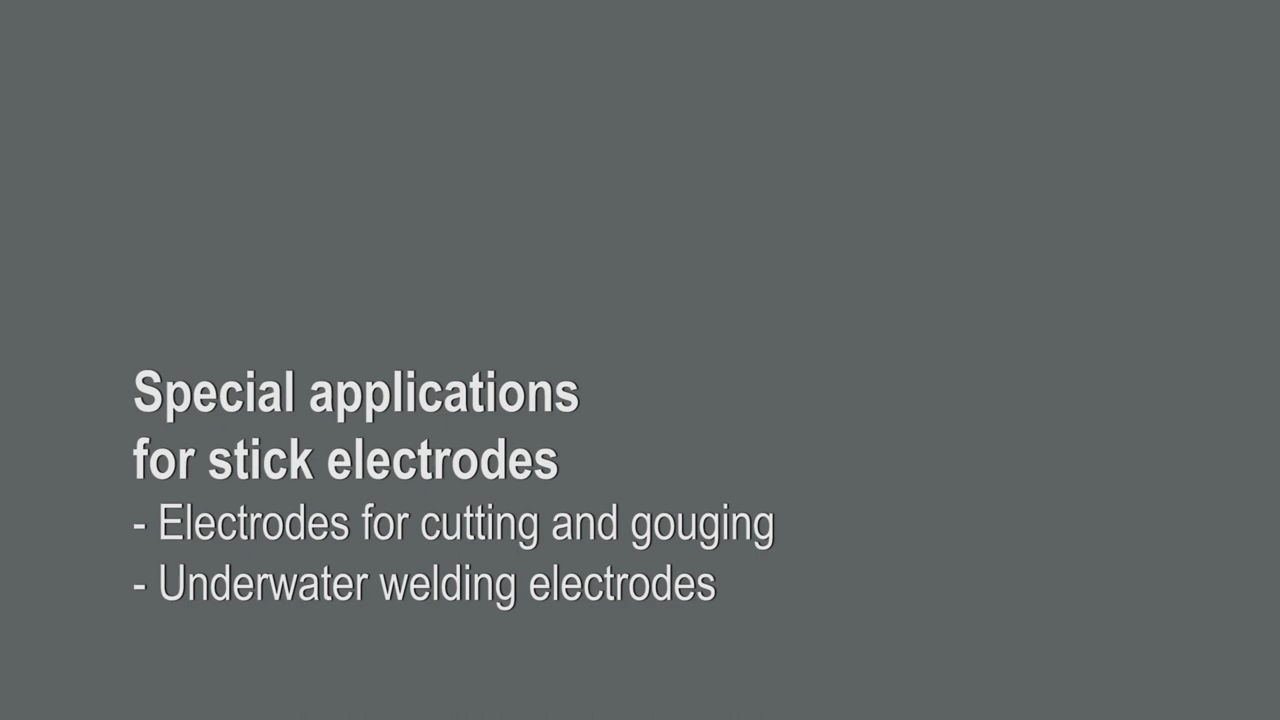 Special applications
for stick electrodes
- Electrodes for cutting and gouging
- Underwater welding electrodes